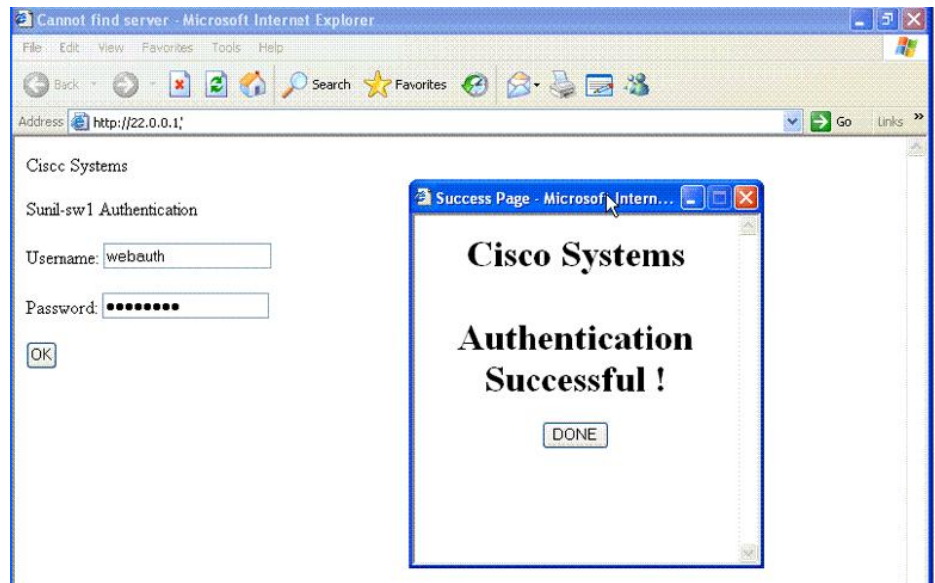 Cannot find server - Microsoft Internet Explorer
File Edit View Favorites Tools Help
Back Search Favorites
Address http://22.0.0.1/ Go Links »
Cisco Systems
Sunil-sw1 Authentication
Username: webauth
Password: ••••••••
OK
Success Page - Microsoft Intern...
Cisco Systems
Authentication
Successful !
DONE